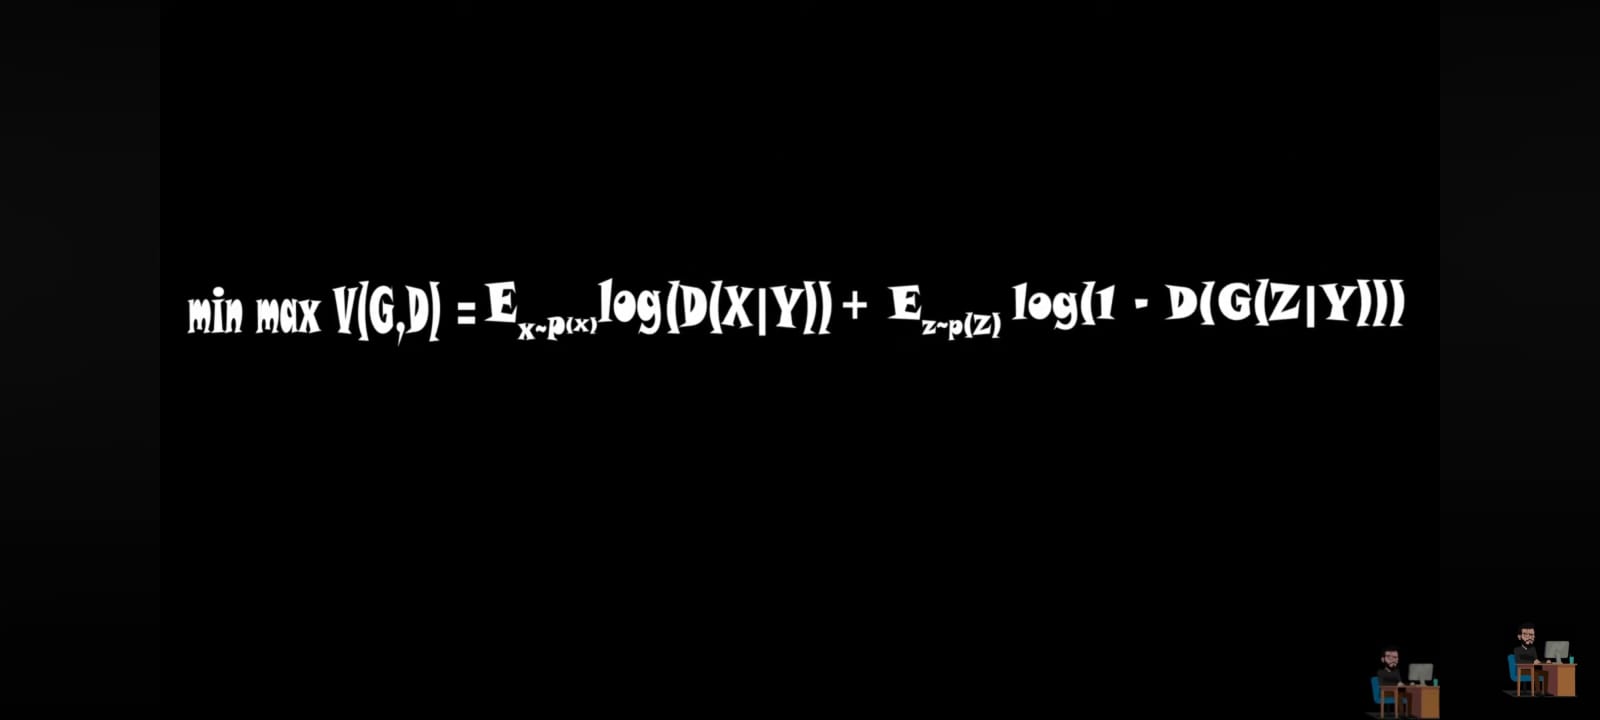 min max V(G,D) = E x~p(x) log(D(X|Y)) + E z~p(Z) log(1 - D(G(Z|Y)))